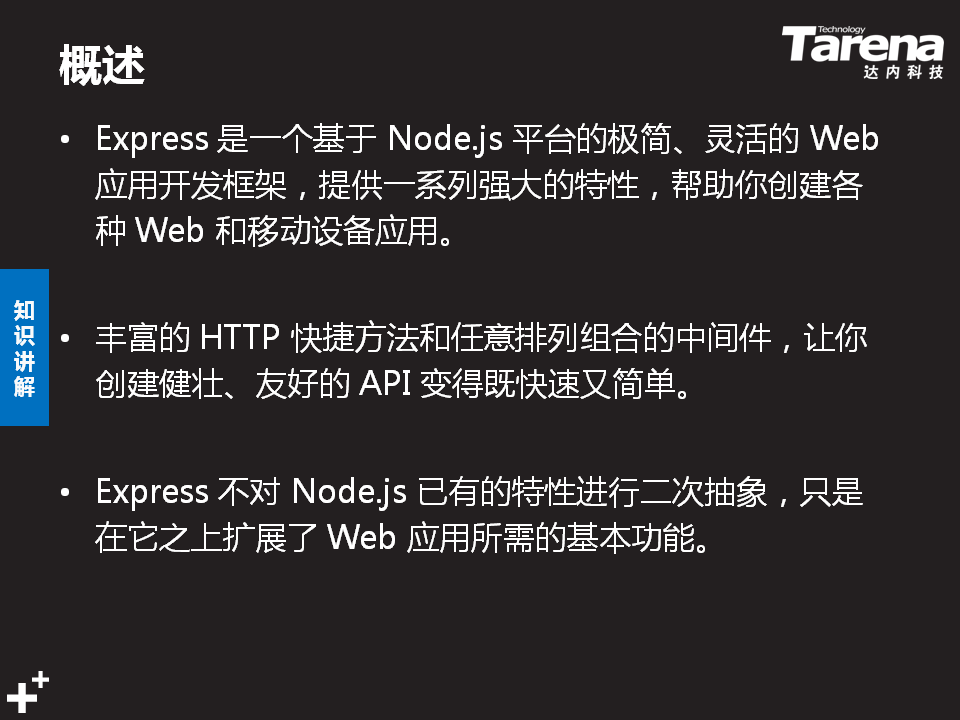 概述
Technology
Tarena
达内科技
• Express 是一个基于 Node.js 平台的极简、灵活的 Web
应用开发框架，提供一系列强大的特性，帮助你创建各
种 Web 和移动设备应用。
知识讲解
• 丰富的 HTTP 快捷方法和任意排列组合的中间件，让你
创建健壮、友好的 API 变得既快速又简单。
• Express 不对 Node.js 已有的特性进行二次抽象，只是
在它之上扩展了 Web 应用所需的基本功能。